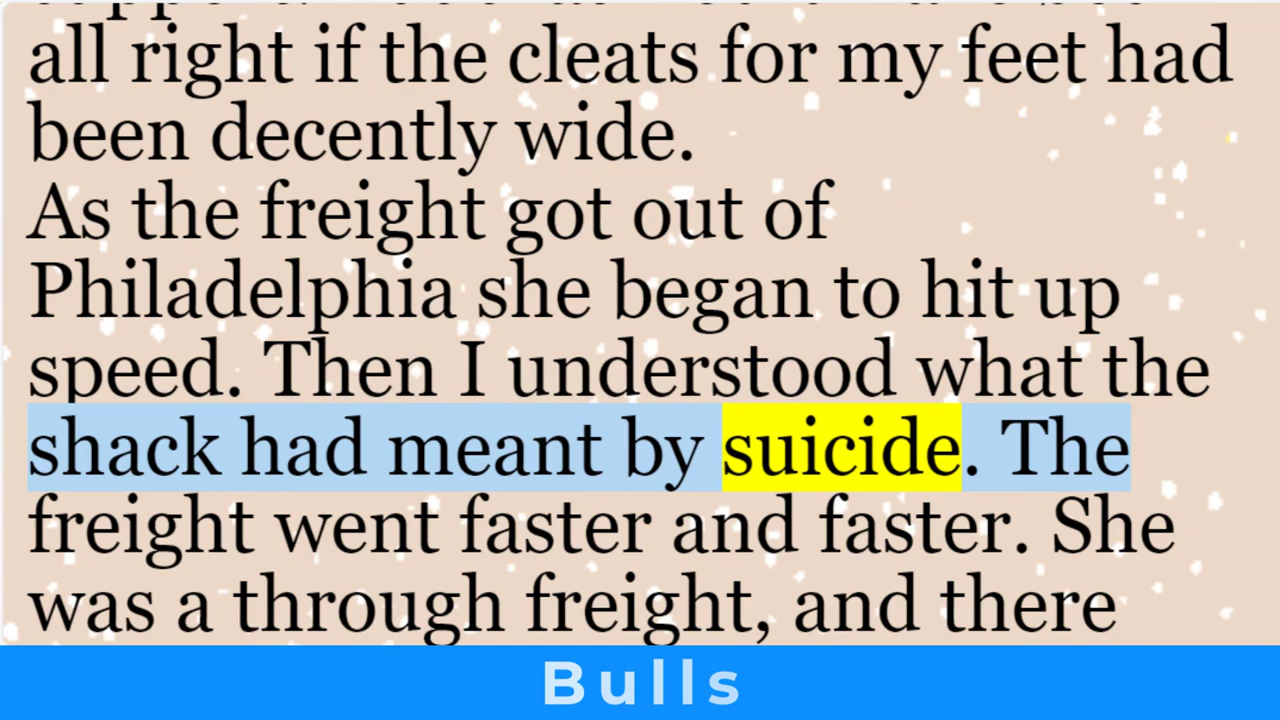 all right if the cleats for my feet had
been decently wide.
As the freight got out of
Philadelphia she began to hit up
speed. Then I understood what the
shack had meant by suicide. The
freight went faster and faster. She
was a through freight, and there
Bulls